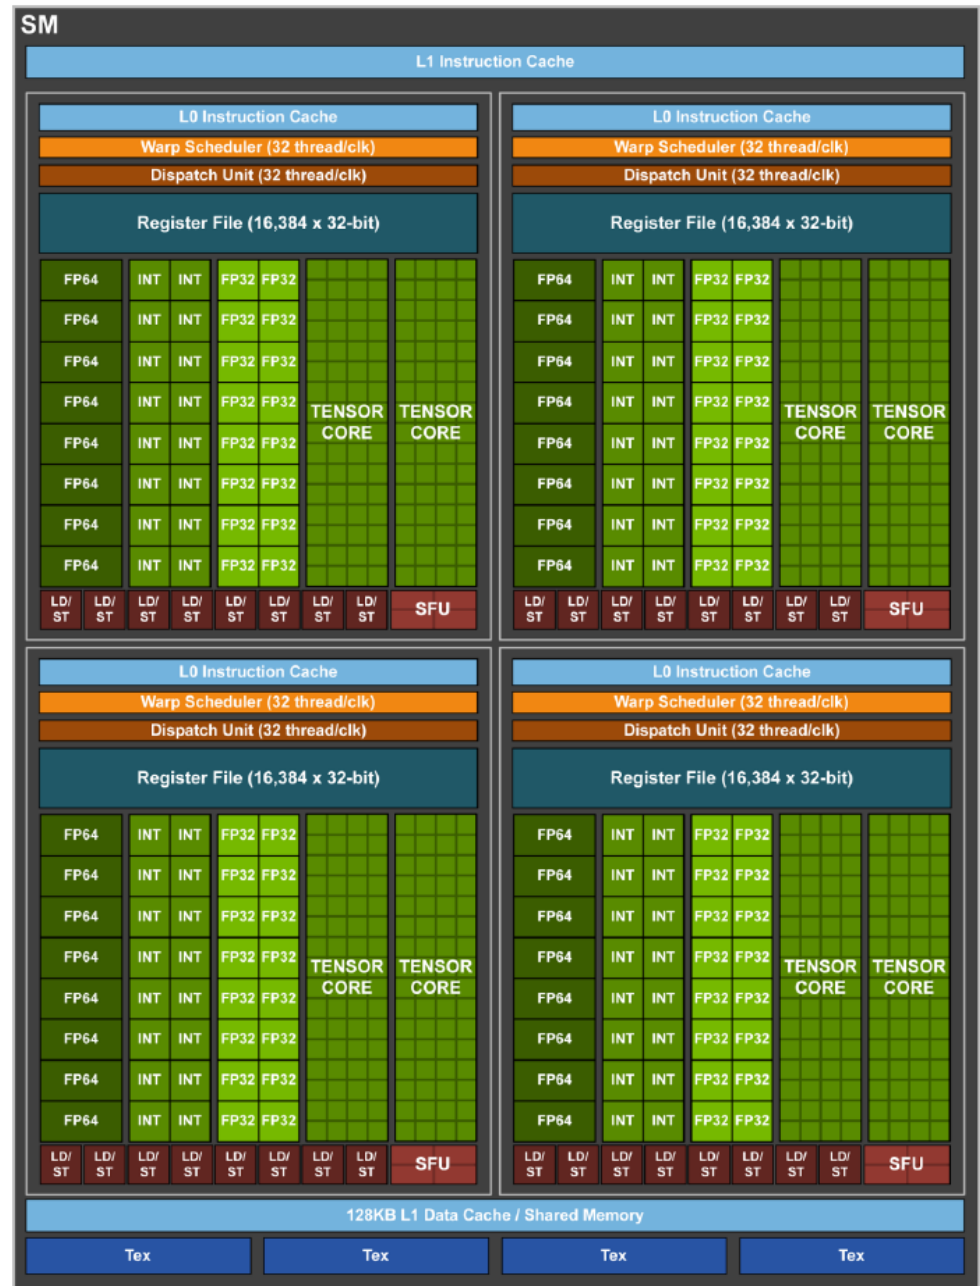 SM
L1 Instruction Cache
L0 Instruction Cache
Warp Scheduler (32 thread/clk)
Dispatch Unit (32 thread/clk)
Register File (16,384 x 32-bit)
FP64 INT INT FP32 FP32
FP64 INT INT FP32 FP32
FP64 INT INT FP32 FP32
FP64 INT INT FP32 FP32
FP64 INT INT FP32 FP32
FP64 INT INT FP32 FP32
FP64 INT INT FP32 FP32
FP64 INT INT FP32 FP32
TENSOR CORE
TENSOR CORE
LD/ST LD/ST LD/ST LD/ST LD/ST LD/ST LD/ST LD/ST SFU
L0 Instruction Cache
Warp Scheduler (32 thread/clk)
Dispatch Unit (32 thread/clk)
Register File (16,384 x 32-bit)
FP64 INT INT FP32 FP32
FP64 INT INT FP32 FP32
FP64 INT INT FP32 FP32
FP64 INT INT FP32 FP32
FP64 INT INT FP32 FP32
FP64 INT INT FP32 FP32
FP64 INT INT FP32 FP32
FP64 INT INT FP32 FP32
TENSOR CORE
TENSOR CORE
LD/ST LD/ST LD/ST LD/ST LD/ST LD/ST LD/ST LD/ST SFU
L0 Instruction Cache
Warp Scheduler (32 thread/clk)
Dispatch Unit (32 thread/clk)
Register File (16,384 x 32-bit)
FP64 INT INT FP32 FP32
FP64 INT INT FP32 FP32
FP64 INT INT FP32 FP32
FP64 INT INT FP32 FP32
FP64 INT INT FP32 FP32
FP64 INT INT FP32 FP32
FP64 INT INT FP32 FP32
FP64 INT INT FP32 FP32
TENSOR CORE
TENSOR CORE
LD/ST LD/ST LD/ST LD/ST LD/ST LD/ST LD/ST LD/ST SFU
L0 Instruction Cache
Warp Scheduler (32 thread/clk)
Dispatch Unit (32 thread/clk)
Register File (16,384 x 32-bit)
FP64 INT INT FP32 FP32
FP64 INT INT FP32 FP32
FP64 INT INT FP32 FP32
FP64 INT INT FP32 FP32
FP64 INT INT FP32 FP32
FP64 INT INT FP32 FP32
FP64 INT INT FP32 FP32
FP64 INT INT FP32 FP32
TENSOR CORE
TENSOR CORE
LD/ST LD/ST LD/ST LD/ST LD/ST LD/ST LD/ST LD/ST SFU
128KB L1 Data Cache / Shared Memory
Tex Tex Tex Tex